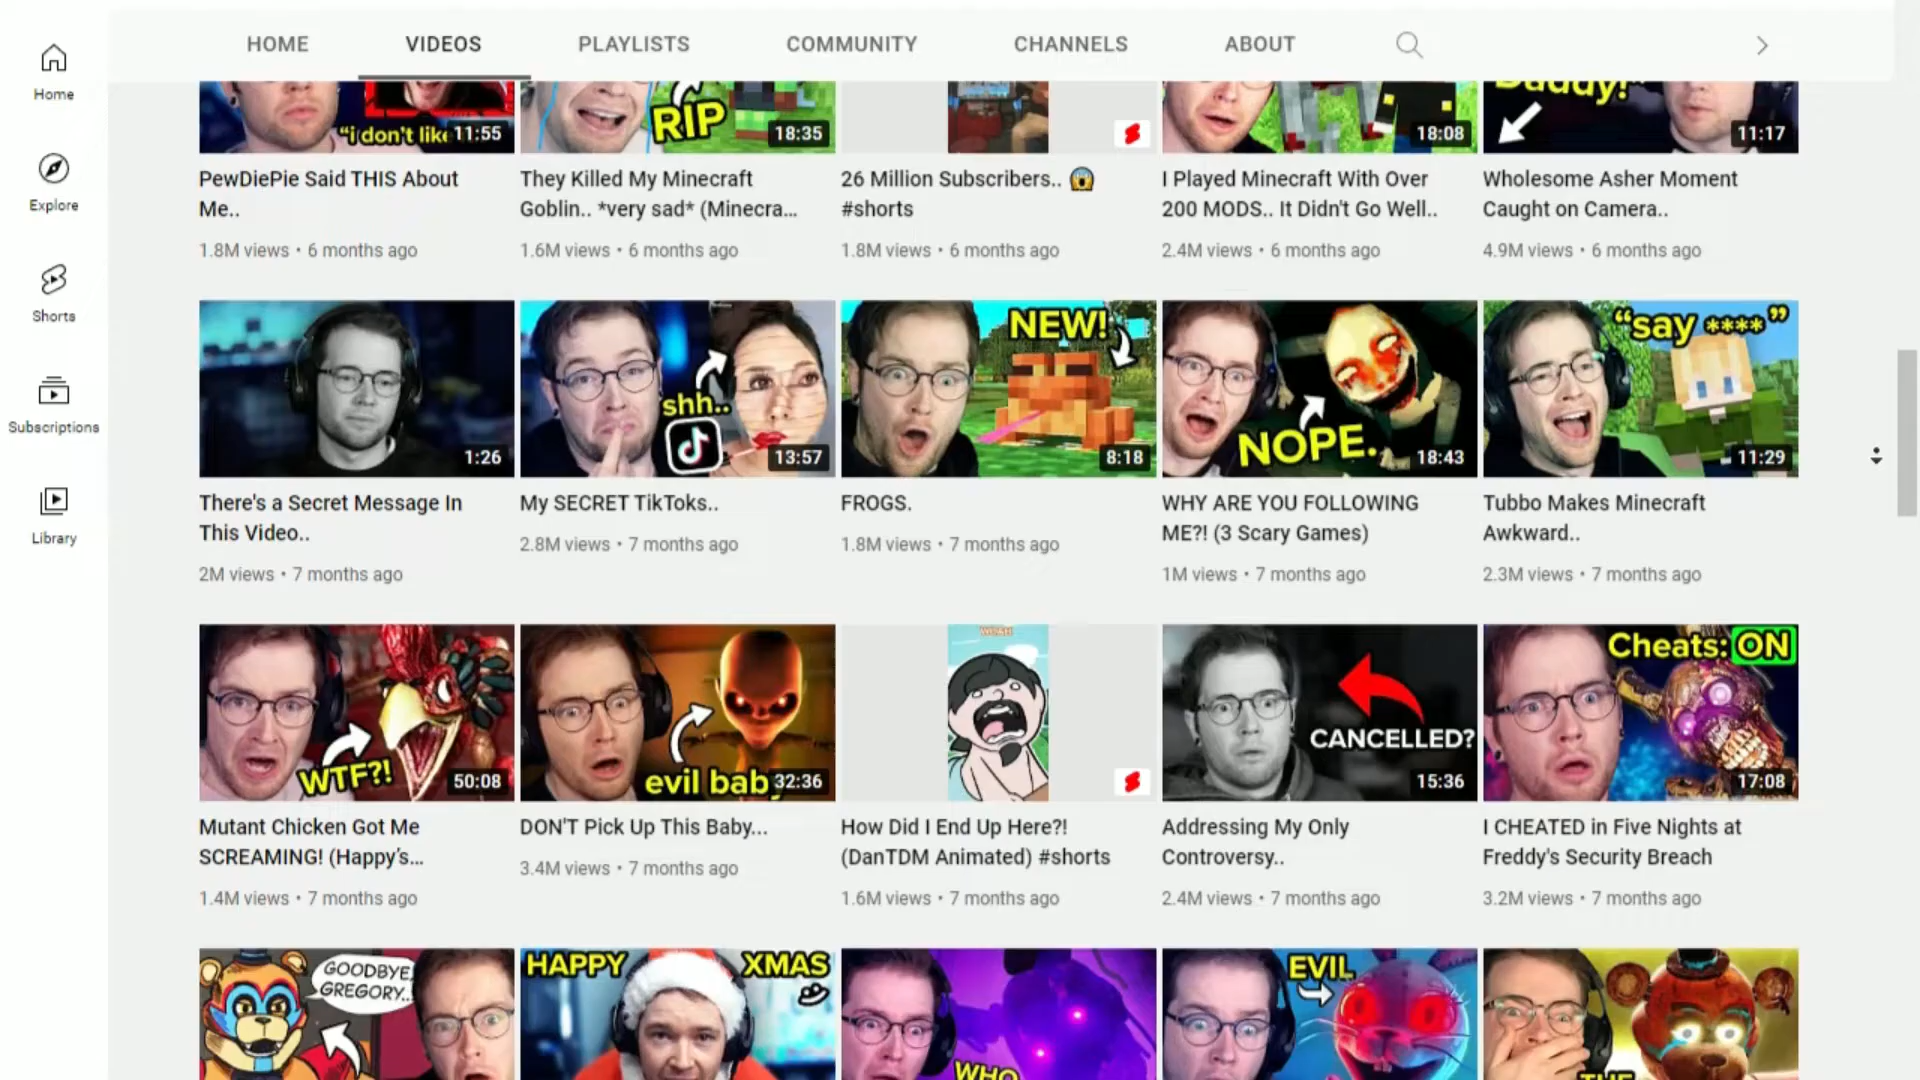 HOME
VIDEOS
PLAYLISTS
COMMUNITY
CHANNELS
ABOUT
Home
Explore
Shorts
Subscriptions
Library
"i don't like
11:55
RIP
18:35
18:08
Daddy!"
11:17
PewDiePie Said THIS About
Me..
1.8M views • 6 months ago
They Killed My Minecraft
Goblin.. *very sad* (Minecra...
1.6M views • 6 months ago
26 Million Subscribers.. 😱
#shorts
1.8M views • 6 months ago
I Played Minecraft With Over
200 MODS.. It Didn't Go Well..
2.4M views • 6 months ago
Wholesome Asher Moment
Caught on Camera..
4.9M views • 6 months ago
1:26
shh..
13:57
NEW!
8:18
NOPE.
18:43
"say ****"
11:29
There's a Secret Message In
This Video..
2M views • 7 months ago
My SECRET TikToks..
2.8M views • 7 months ago
FROGS.
1.8M views • 7 months ago
WHY ARE YOU FOLLOWING
ME?! (3 Scary Games)
1M views • 7 months ago
Tubbo Makes Minecraft
Awkward..
2.3M views • 7 months ago
WTF?!
50:08
evil bab
32:36
WOAH
CANCELLED?
15:36
Cheats: ON
17:08
Mutant Chicken Got Me
SCREAMING! (Happy's...
1.4M views • 7 months ago
DON'T Pick Up This Baby...
3.4M views • 7 months ago
How Did I End Up Here?!
(DanTDM Animated) #shorts
1.6M views • 7 months ago
Addressing My Only
Controversy..
2.4M views • 7 months ago
I CHEATED in Five Nights at
Freddy's Security Breach
3.2M views • 7 months ago
GOODBYE,
GREGORY..
HAPPY XMAS
WHO
EVIL
THE